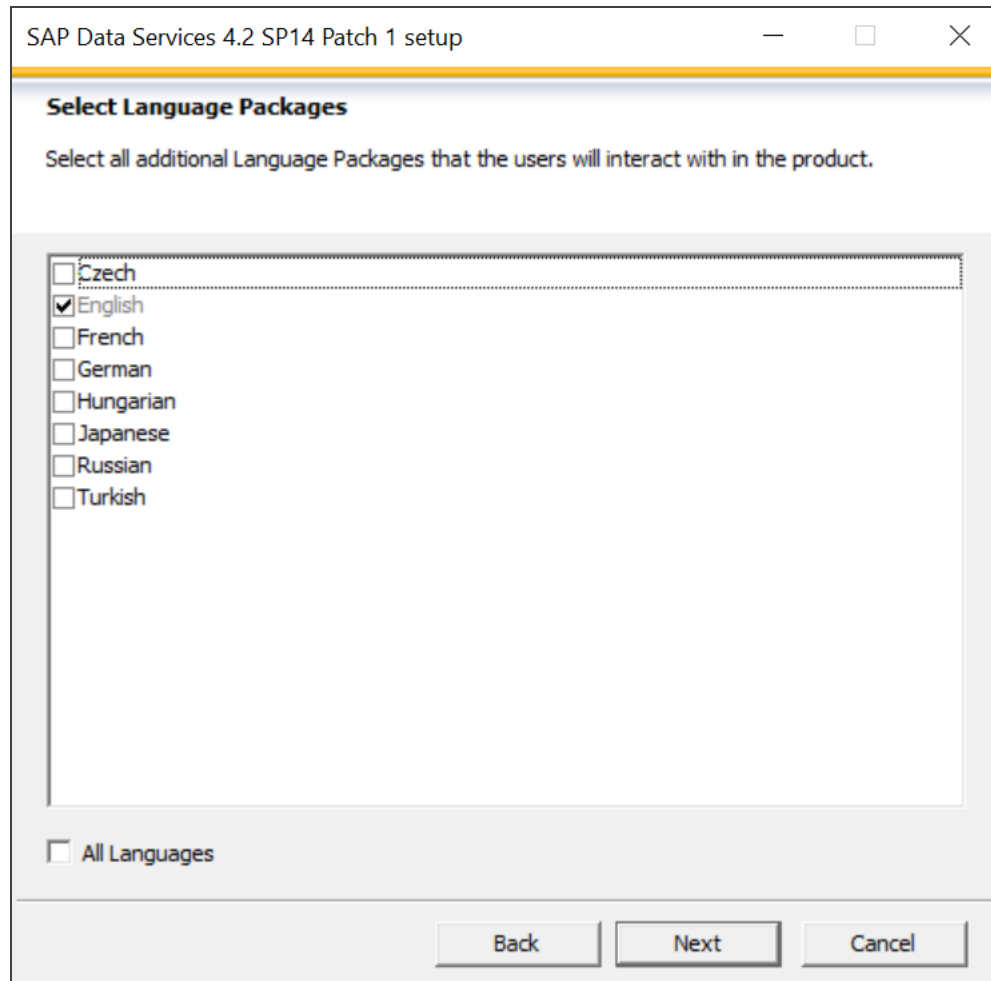 SAP Data Services 4.2 SP14 Patch 1 setup
Select Language Packages
Select all additional Language Packages that the users will interact with in the product.
Czech
English
French
German
Hungarian
Japanese
Russian
Turkish
All Languages
Back Next Cancel